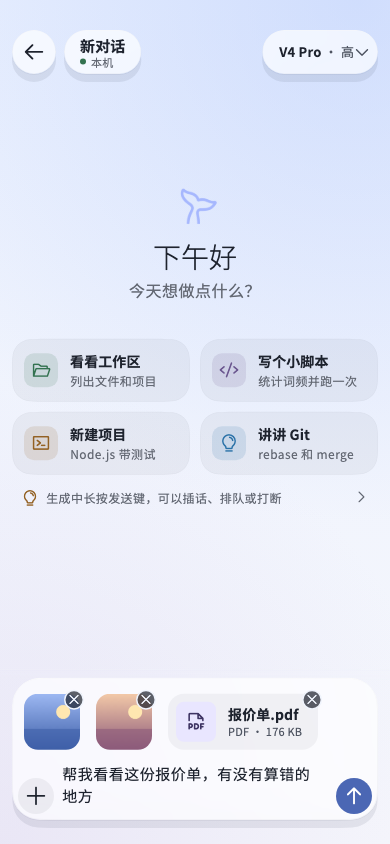 新对话
本机
V4 Pro · 高
下午好
今天想做点什么？
看看工作区
列出文件和项目
写个小脚本
统计词频并跑一次
新建项目
Node.js 带测试
讲讲 Git
rebase 和 merge
生成中长按发送键，可以插话、排队或打断
PDF
报价单.pdf
PDF · 176 KB
帮我看看这份报价单，有没有算错的
地方